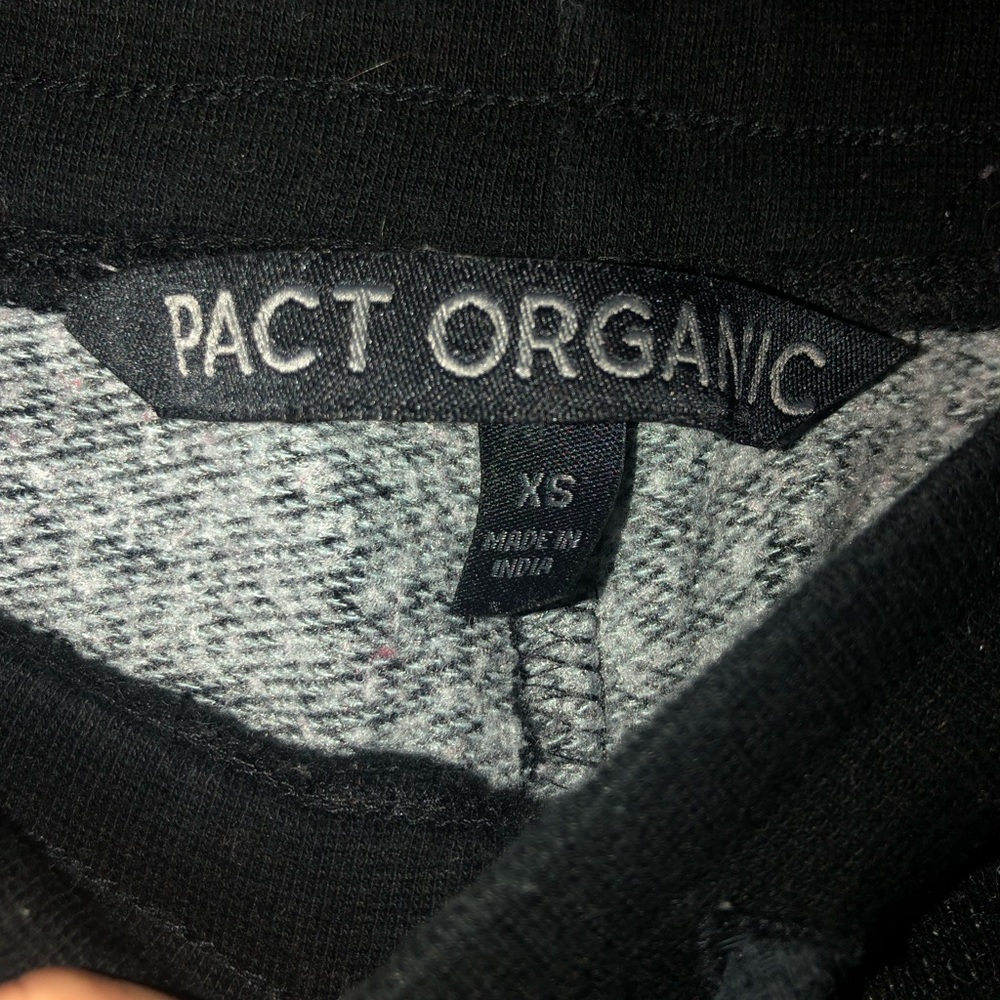 PACT ORGANIC
XS
MADE IN
INDIA